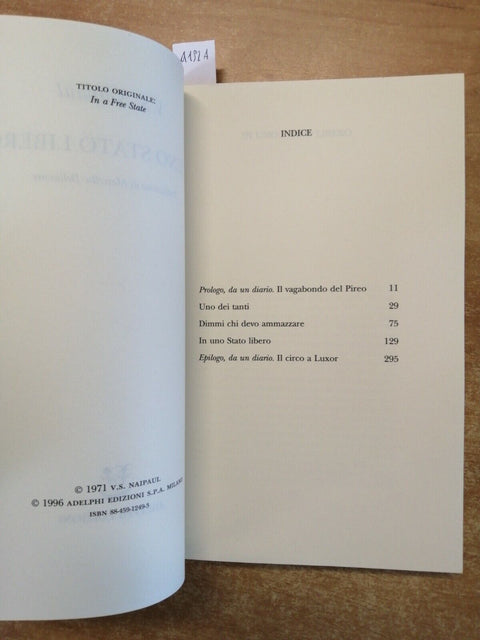 A192A
TITOLO ORIGINALE:
In a Free State
© 1971 V.S. NAIPAUL
© 1996 ADELPHI EDIZIONI S.P.A. MILANO
ISBN 88-459-1249-3
INDICE
Prologo, da un diario. Il vagabondo del Pireo 11
Uno dei tanti 29
Dimmi chi devo ammazzare 75
In uno Stato libero 129
Epilogo, da un diario. Il circo a Luxor 295